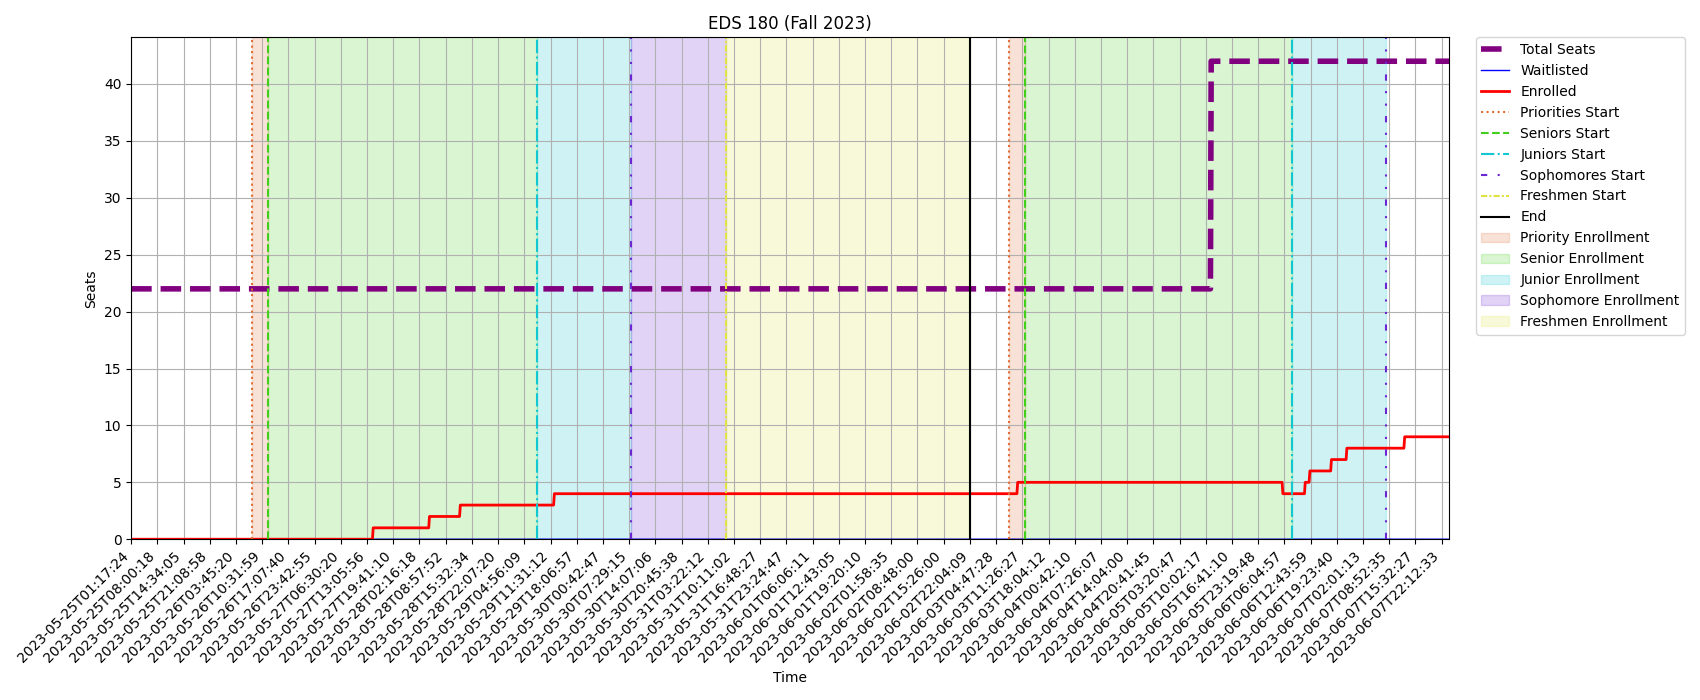 EDS 180 (Fall 2023)
Seats
40
35
30
25
20
15
10
5
0
Total Seats
Waitlisted
Enrolled
Priorities Start
Seniors Start
Juniors Start
Sophomores Start
Freshmen Start
End
Priority Enrollment
Senior Enrollment
Junior Enrollment
Sophomore Enrollment
Freshmen Enrollment
2023-05-25T01:17:24
2023-05-25T08:00:18
2023-05-25T14:34:05
2023-05-25T21:08:58
2023-05-26T03:45:20
2023-05-26T10:31:59
2023-05-26T17:07:40
2023-05-26T23:42:55
2023-05-27T06:30:20
2023-05-27T13:05:56
2023-05-27T19:41:10
2023-05-28T02:16:18
2023-05-28T08:57:52
2023-05-28T15:32:34
2023-05-28T22:07:20
2023-05-29T04:56:09
2023-05-29T11:31:12
2023-05-29T18:06:57
2023-05-30T00:42:47
2023-05-30T07:29:15
2023-05-30T14:07:06
2023-05-30T20:45:38
2023-05-31T03:22:12
2023-05-31T10:11:02
2023-05-31T16:48:27
2023-05-31T23:24:47
2023-06-01T06:06:11
2023-06-01T12:43:05
2023-06-01T19:20:10
2023-06-02T01:58:35
2023-06-02T08:48:00
2023-06-02T15:26:00
2023-06-02T22:04:09
2023-06-03T04:47:28
2023-06-03T11:26:27
2023-06-03T18:04:12
2023-06-04T00:42:10
2023-06-04T07:26:07
2023-06-04T14:04:00
2023-06-04T20:41:45
2023-06-05T03:20:47
2023-06-05T10:02:17
2023-06-05T16:41:10
2023-06-05T23:19:48
2023-06-06T06:04:57
2023-06-06T12:43:59
2023-06-06T19:23:40
2023-06-07T02:01:13
2023-06-07T08:52:35
2023-06-07T15:32:27
2023-06-07T22:12:33
Time